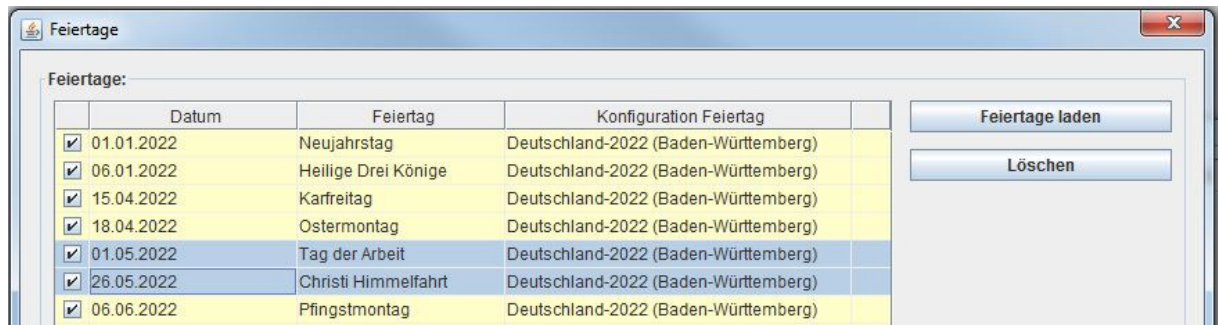 Feiertage
Feiertage:
Datum Feiertag Konfiguration Feiertag
Feiertage laden
01.01.2022 Neujahrstag Deutschland-2022 (Baden-Württemberg)
06.01.2022 Heilige Drei Könige Deutschland-2022 (Baden-Württemberg)
Löschen
15.04.2022 Karfreitag Deutschland-2022 (Baden-Württemberg)
18.04.2022 Ostermontag Deutschland-2022 (Baden-Württemberg)
01.05.2022 Tag der Arbeit Deutschland-2022 (Baden-Württemberg)
26.05.2022 Christi Himmelfahrt Deutschland-2022 (Baden-Württemberg)
06.06.2022 Pfingstmontag Deutschland-2022 (Baden-Württemberg)